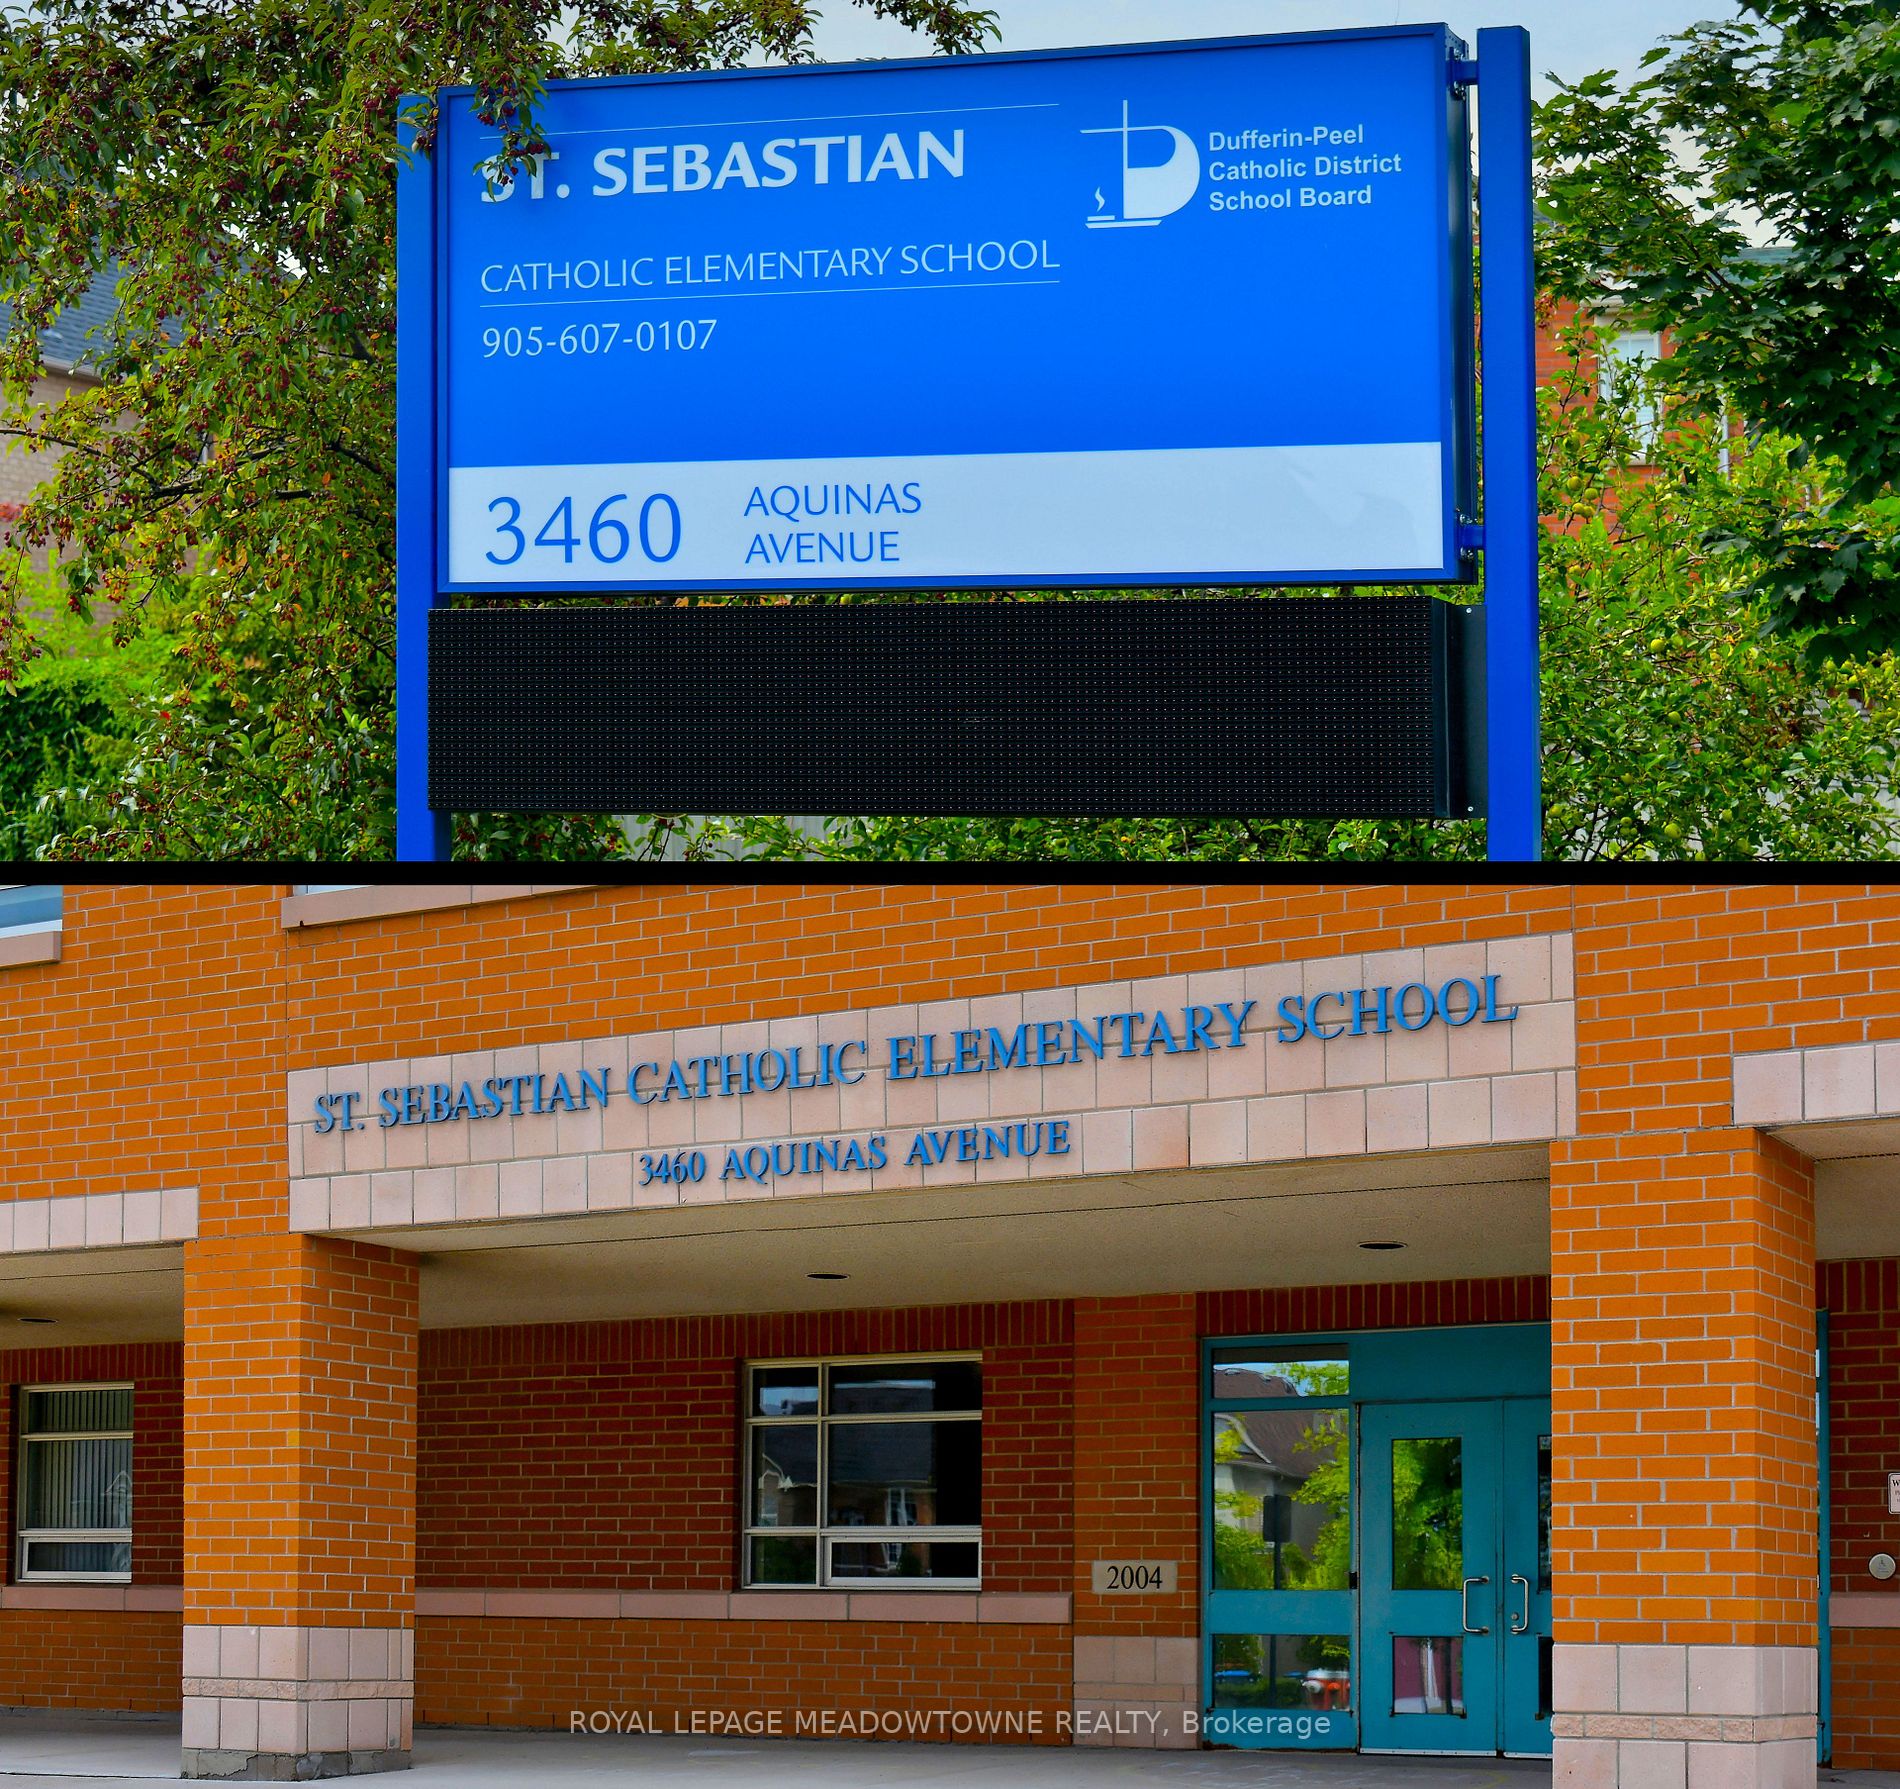 ST. SEBASTIAN
Dufferin-Peel
Catholic District
School Board
CATHOLIC ELEMENTARY SCHOOL
905-607-0107
3460
AQUINAS
AVENUE
ST. SEBASTIAN CATHOLIC ELEMENTARY SCHOOL
3460 AQUINAS AVENUE
2004
ROYAL LEPAGE MEADOWTOWNE REALTY, Brokerage